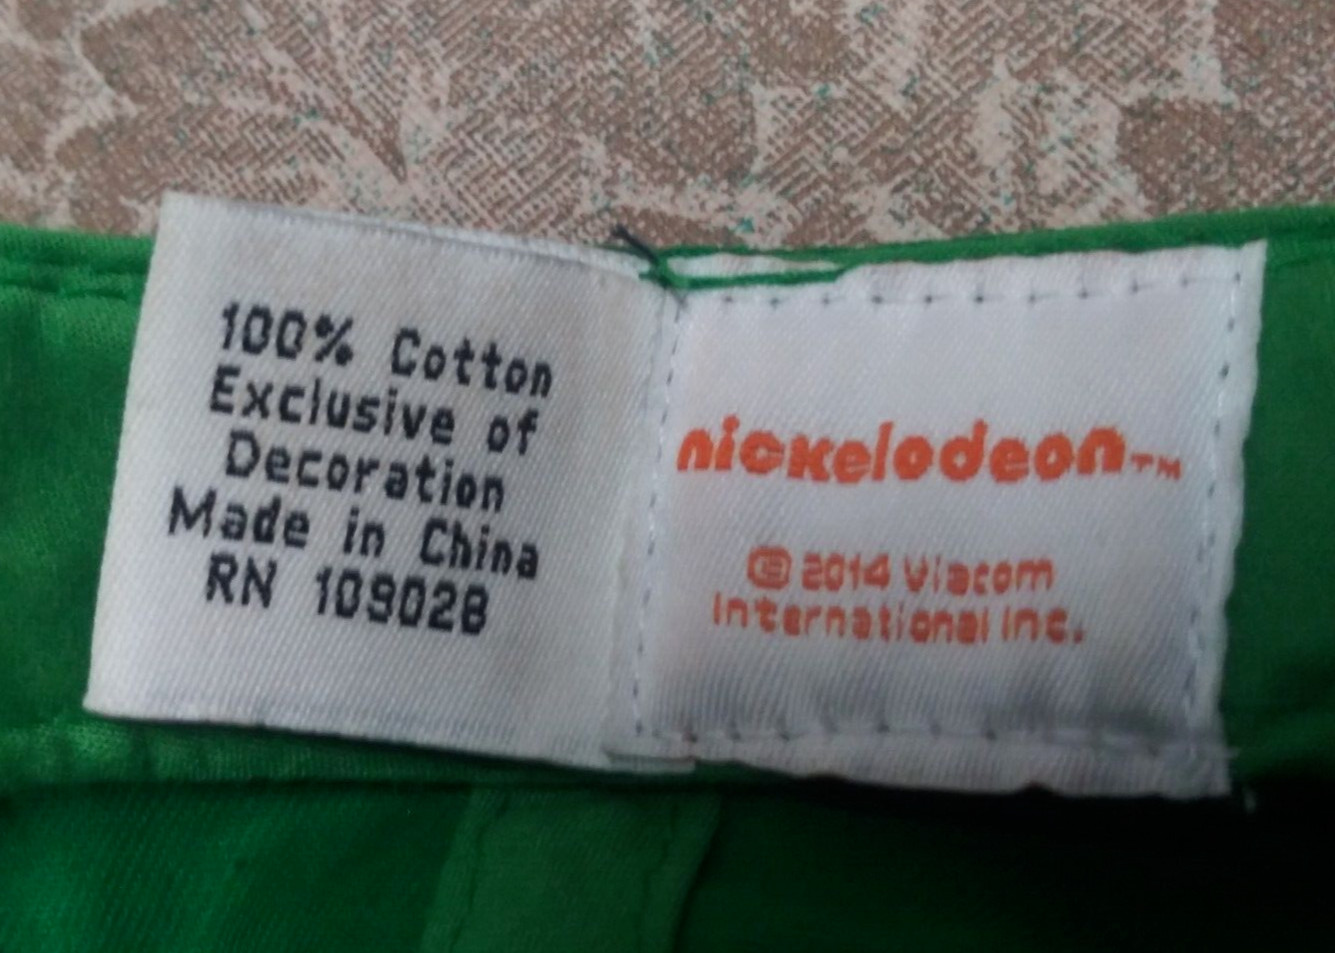 100% Cotton
Exclusive of
Decoration
Made in China
RN 109028
nickelodeon™
© 2014 Viacom
International Inc.